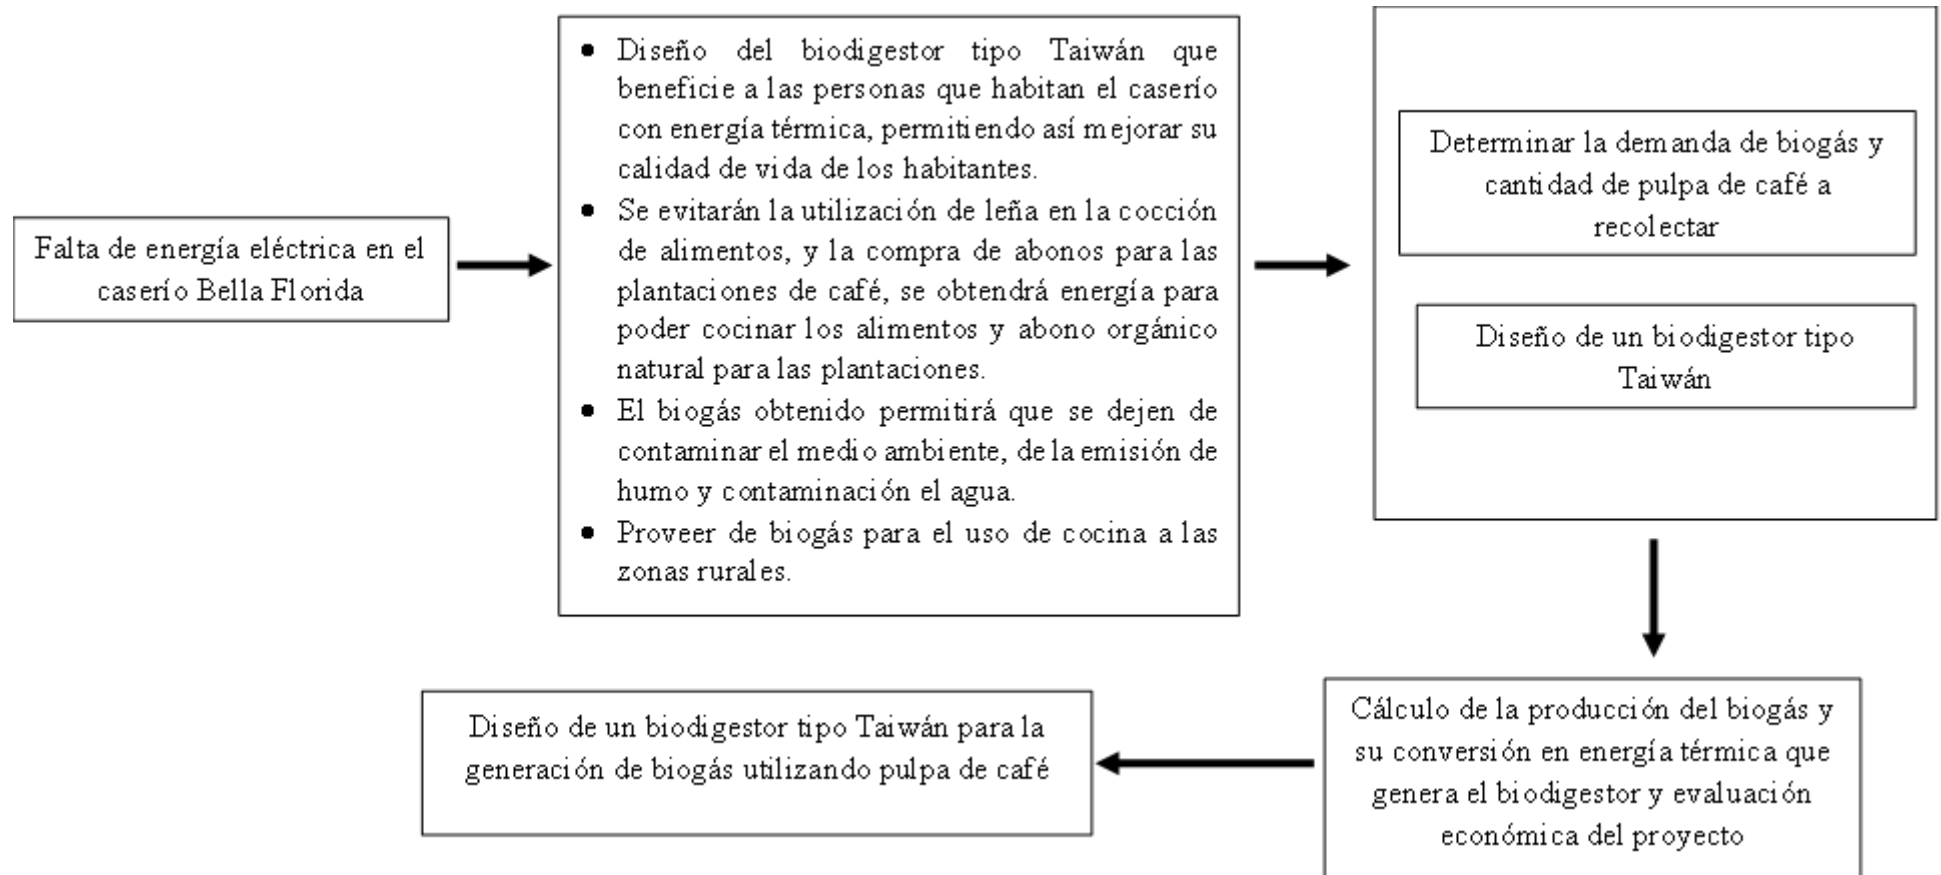 Falta de energía eléctrica en el
caserío Bella Florida
● Diseño del biodigestor tipo Taiwán que
beneficie a las personas que habitan el caserío
con energía térmica, permitiendo así mejorar su
calidad de vida de los habitantes.
● Se evitarán la utilización de leña en la cocción
de alimentos, y la compra de abonos para las
plantaciones de café, se obtendrá energía para
poder cocinar los alimentos y abono orgánico
natural para las plantaciones.
● El biogás obtenido permitirá que se dejen de
contaminar el medio ambiente, de la emisión de
humo y contaminación el agua.
● Proveer de biogás para el uso de cocina a las
zonas rurales.
Determinar la demanda de biogás y
cantidad de pulpa de café a
recolectar
Diseño de un biodigestor tipo
Taiwán
Cálculo de la producción del biogás y
su conversión en energía térmica que
genera el biodigestor y evaluación
económica del proyecto
Diseño de un biodigestor tipo Taiwán para la
generación de biogás utilizando pulpa de café